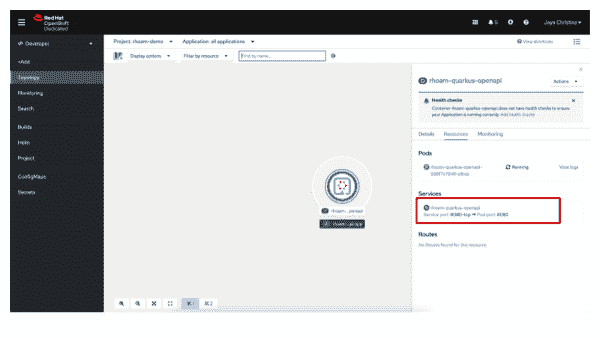 Red Hat
OpenShift
Dedicated
5
Jaya Christina
Developer
+Add
Topology
Monitoring
Search
Builds
Helm
Project
ConfigMaps
Secrets
Project: rhoam-demo
Application: all applications
View shortcuts
Display options
Filter by resource
Find by name...
rhoam-quarkus-openapi
Actions
Health checks
Container rhoam-quarkus-openapi does not have health checks to ensure
your Application is running correctly. Add Health Checks
Details
Resources
Monitoring
Pods
rhoam-quarkus-openapi-
Running
View logs
Services
rhoam-quarkus-openapi
Service port: 8080-tcp → Pod port: 8080
Routes
No Routes found for this resource.
1
2